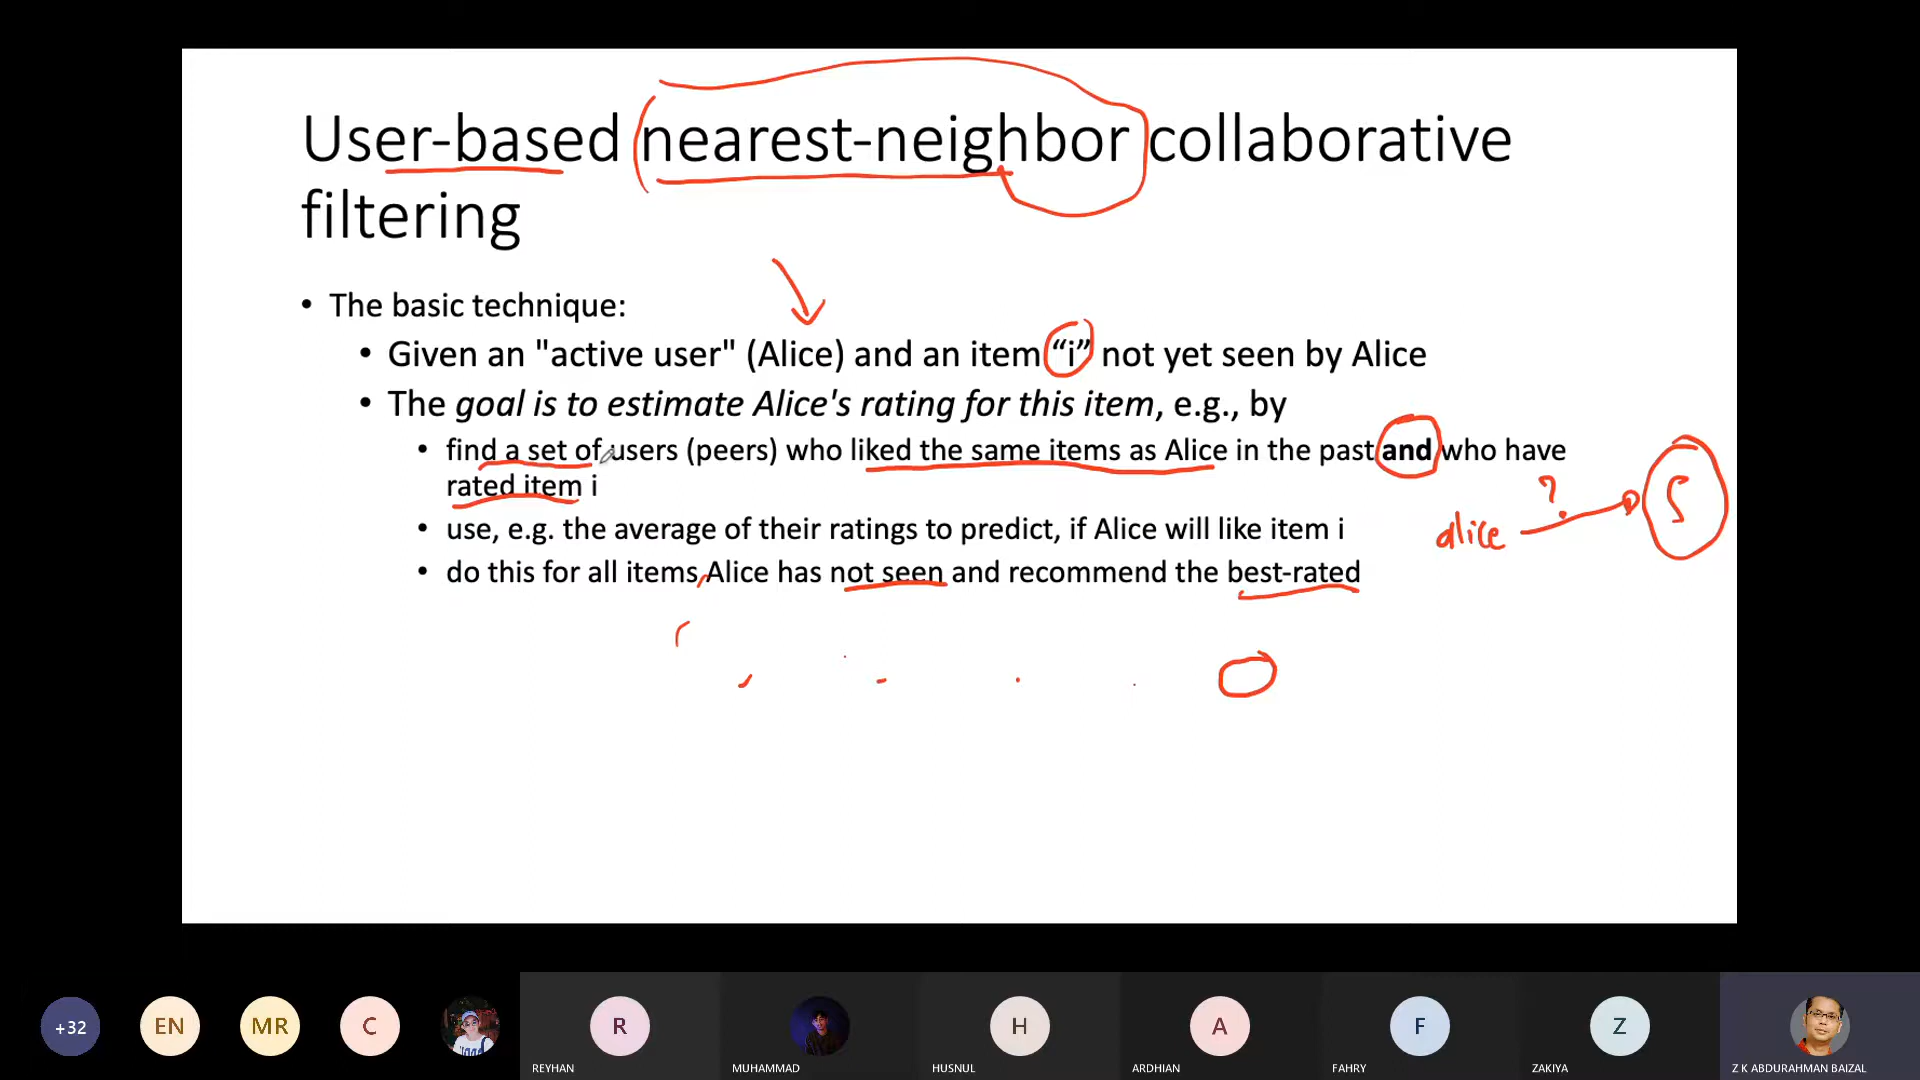 User-based nearest-neighbor collaborative
filtering
• The basic technique:
• Given an "active user" (Alice) and an item “i” not yet seen by Alice
• The goal is to estimate Alice's rating for this item, e.g., by
• find a set of users (peers) who liked the same items as Alice in the past and who have
rated item i
?
alice
• use, e.g. the average of their ratings to predict, if Alice will like item i
• do this for all items Alice has not seen and recommend the best-rated
+32
EN
MR
C
R
H
A
F
Z
REYHAN
MUHAMMAD
HUSNUL
ARDHIAN
FAHRY
ZAKIYA
Z K ABDURAHMAN BAIZAL